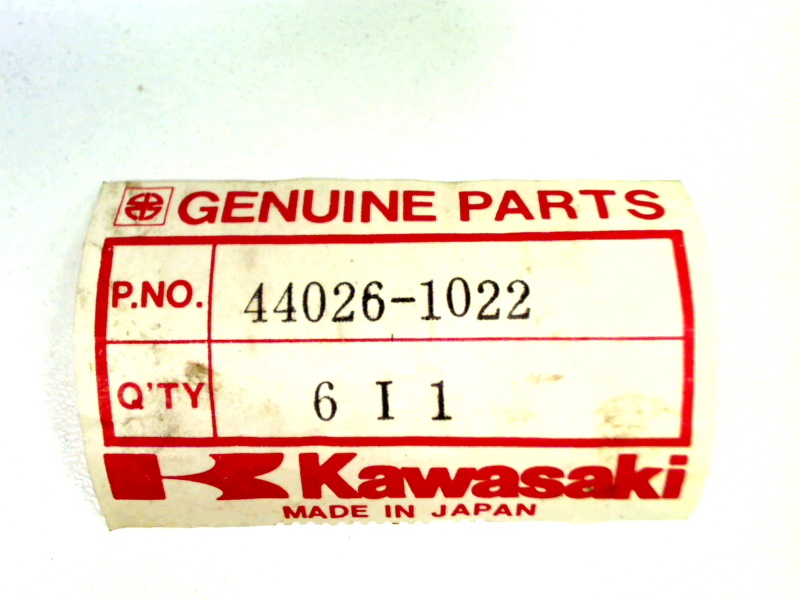 GENUINE PARTS
P.NO. 44026-1022
Q'TY 6 I 1
Kawasaki
MADE IN JAPAN